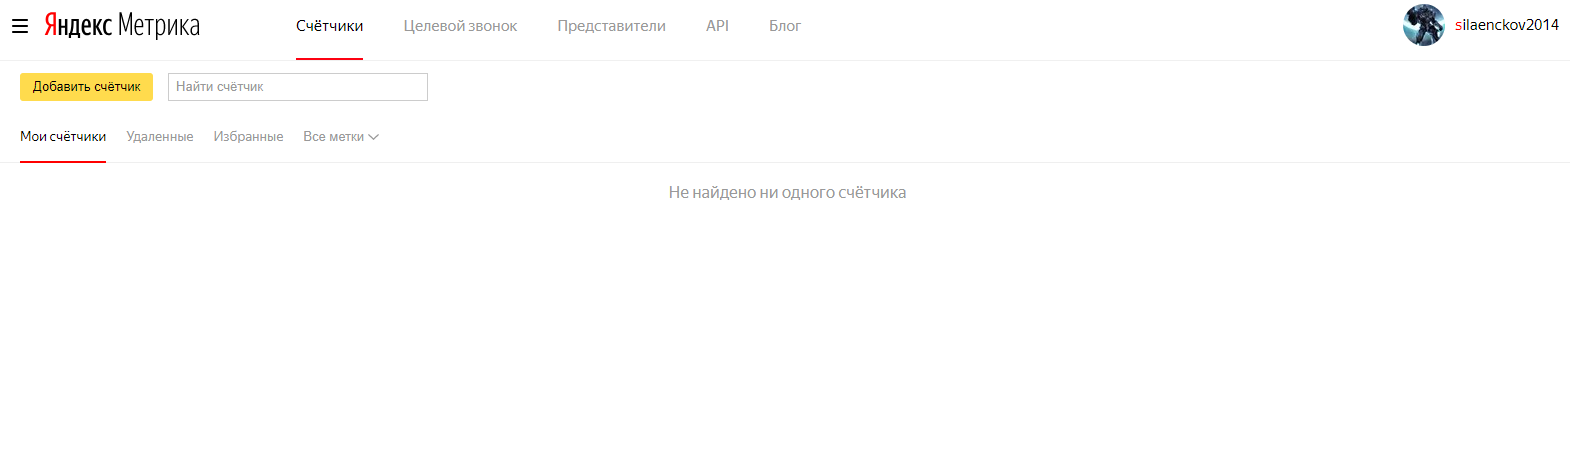 Яндекс Метрика Счётчики Целевой звонок Представители API Блог silaenckov2014
Добавить счётчик Найти счётчик
Мои счётчики Удаленные Избранные Все метки
Не найдено ни одного счётчика